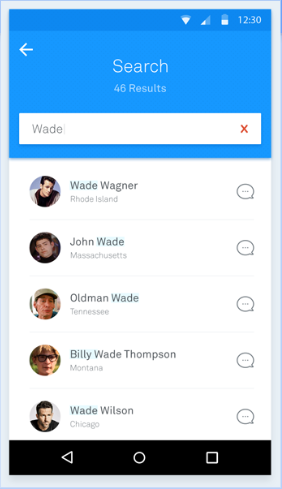 12:30
Search
46 Results
Wade
X
Wade Wagner
Rhode Island
John Wade
Massachusetts
Oldman Wade
Tennessee
Billy Wade Thompson
Montana
Wade Wilson
Chicago